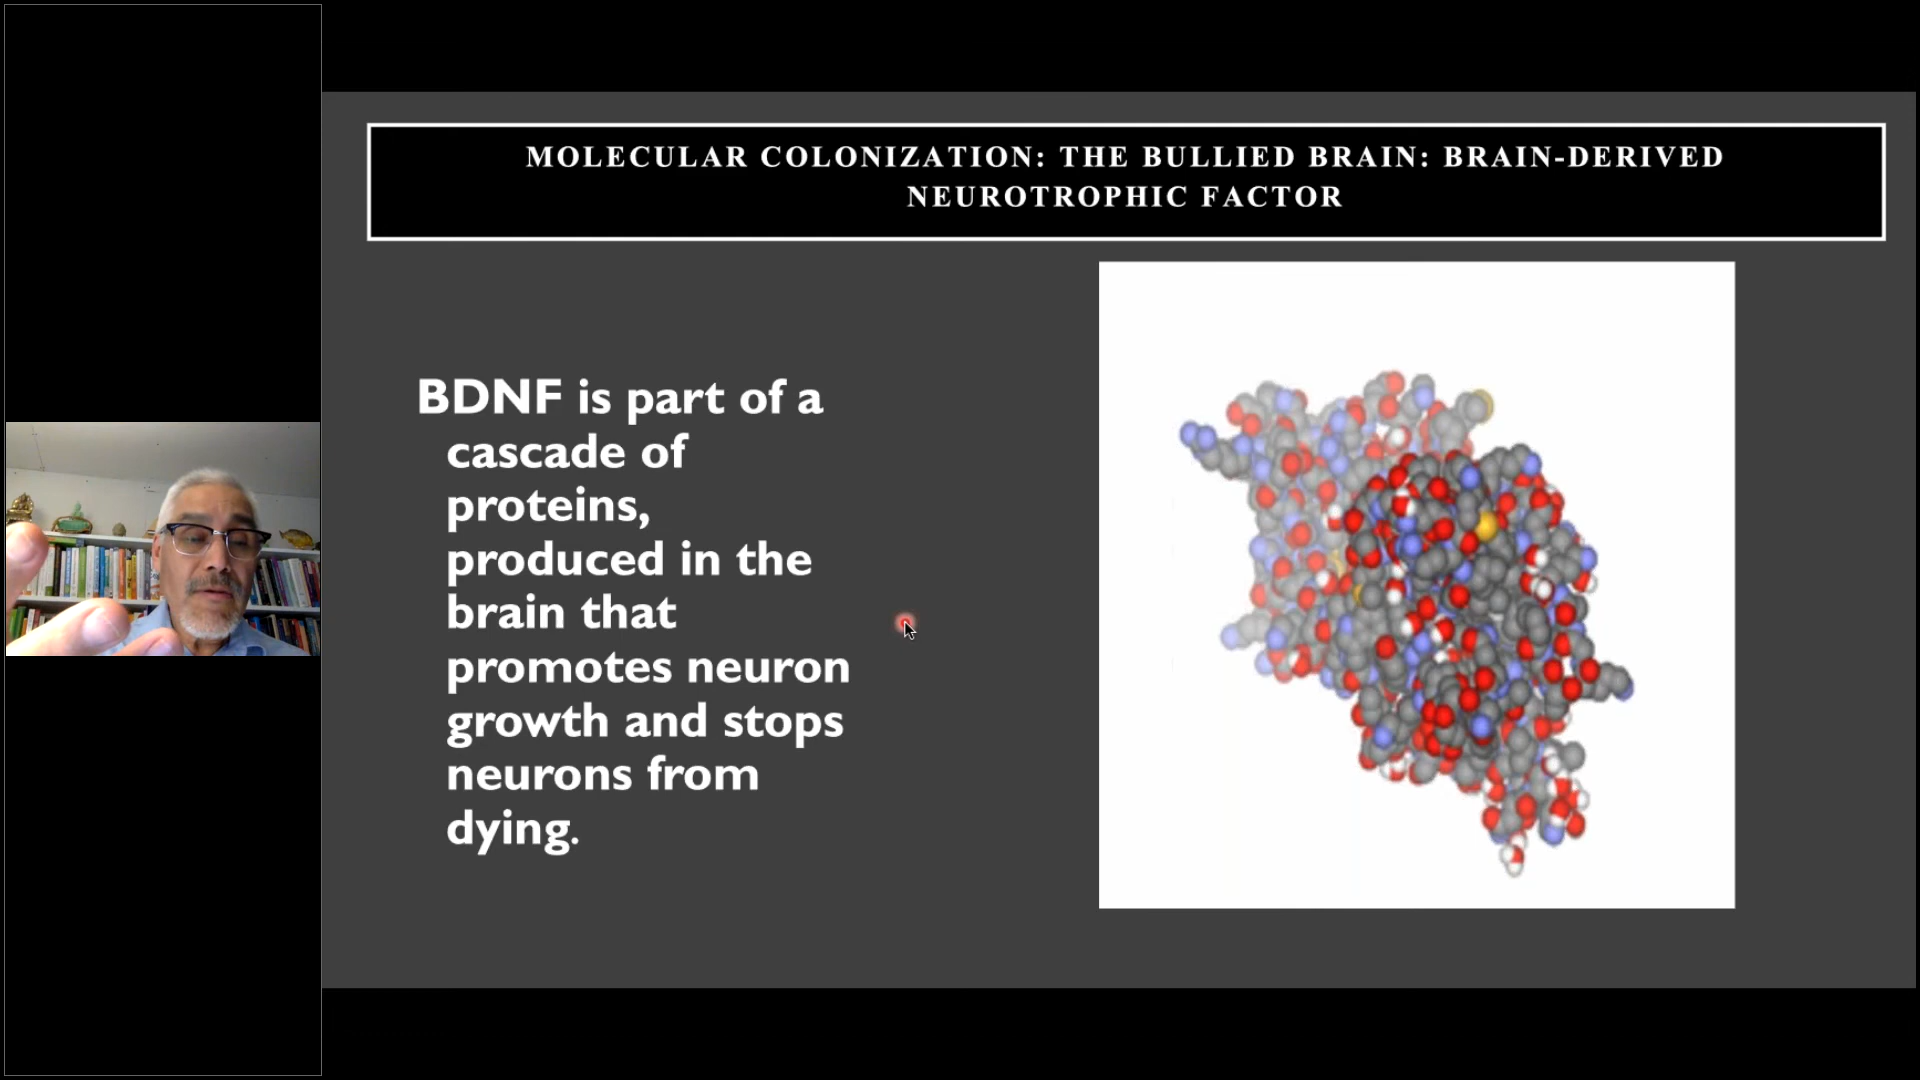 MOLECULAR COLONIZATION: THE BULLIED BRAIN: BRAIN-DERIVED
NEUROTROPHIC FACTOR
BDNF is part of a
cascade of
proteins,
produced in the
brain that
promotes neuron
growth and stops
neurons from
dying.